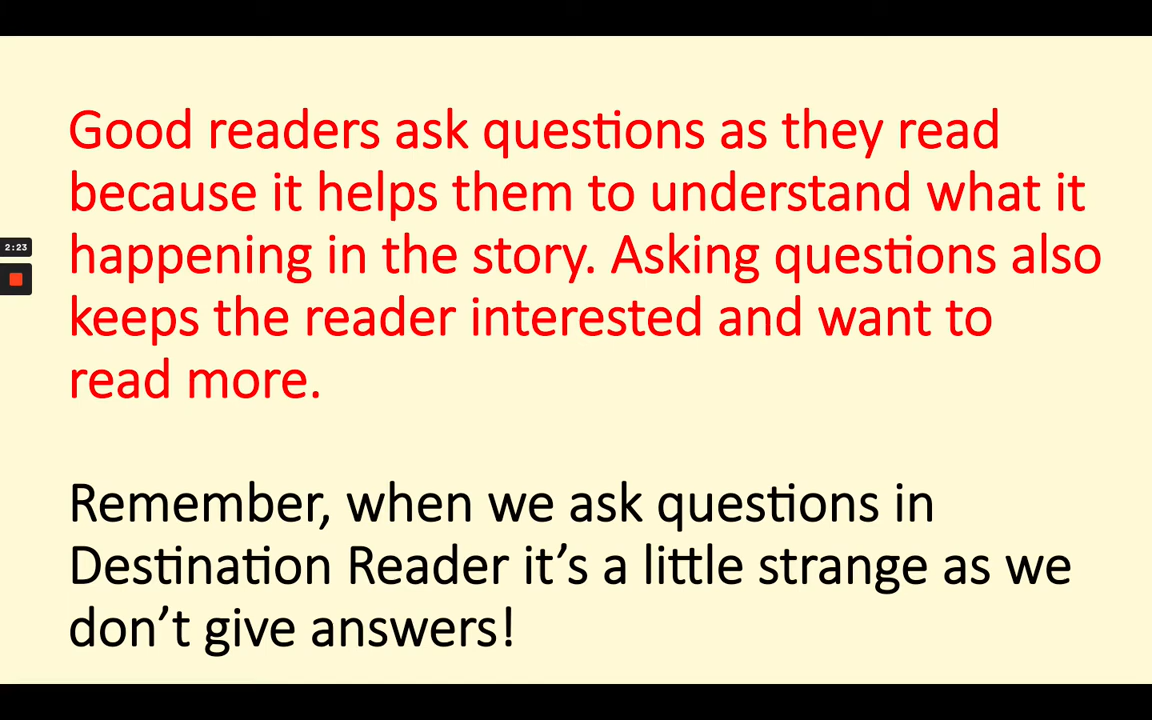 Good readers ask questions as they read
because it helps them to understand what it
happening in the story. Asking questions also
2:23
keeps the reader interested and want to
read more.
Remember, when we ask questions in
Destination Reader it’s a little strange as we
don’t give answers!